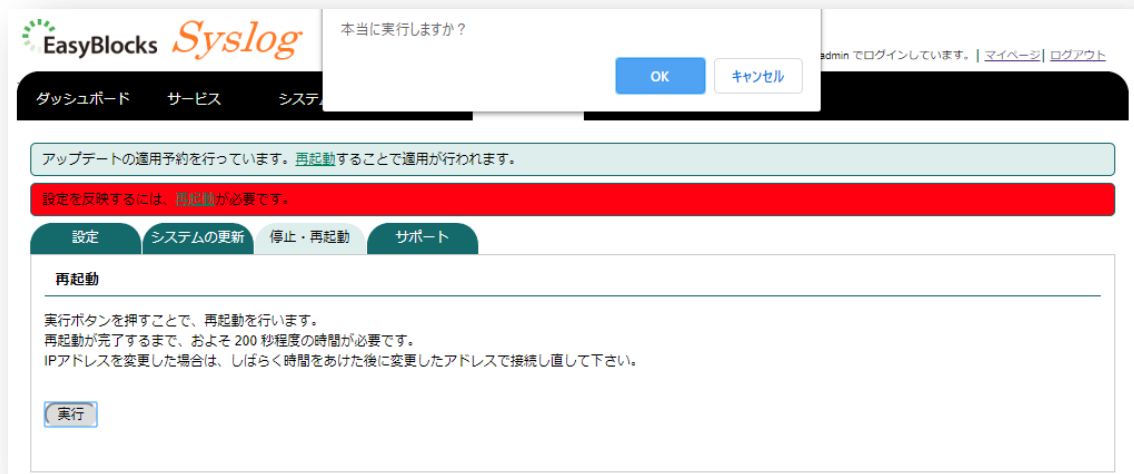 EasyBlocks Syslog
本当に実行しますか？
OK キャンセル
admin でログインしています。| マイページ| ログアウト
ダッシュボード サービス システ
アップデートの適用予約を行っています。再起動することで適用が行われます。
設定を反映するには、再起動が必要です。
設定 システムの更新 停止・再起動 サポート
再起動
実行ボタンを押すことで、再起動を行います。
再起動が完了するまで、およそ 200 秒程度の時間が必要です。
IPアドレスを変更した場合は、しばらく時間をあけた後に変更したアドレスで接続し直して下さい。
実行